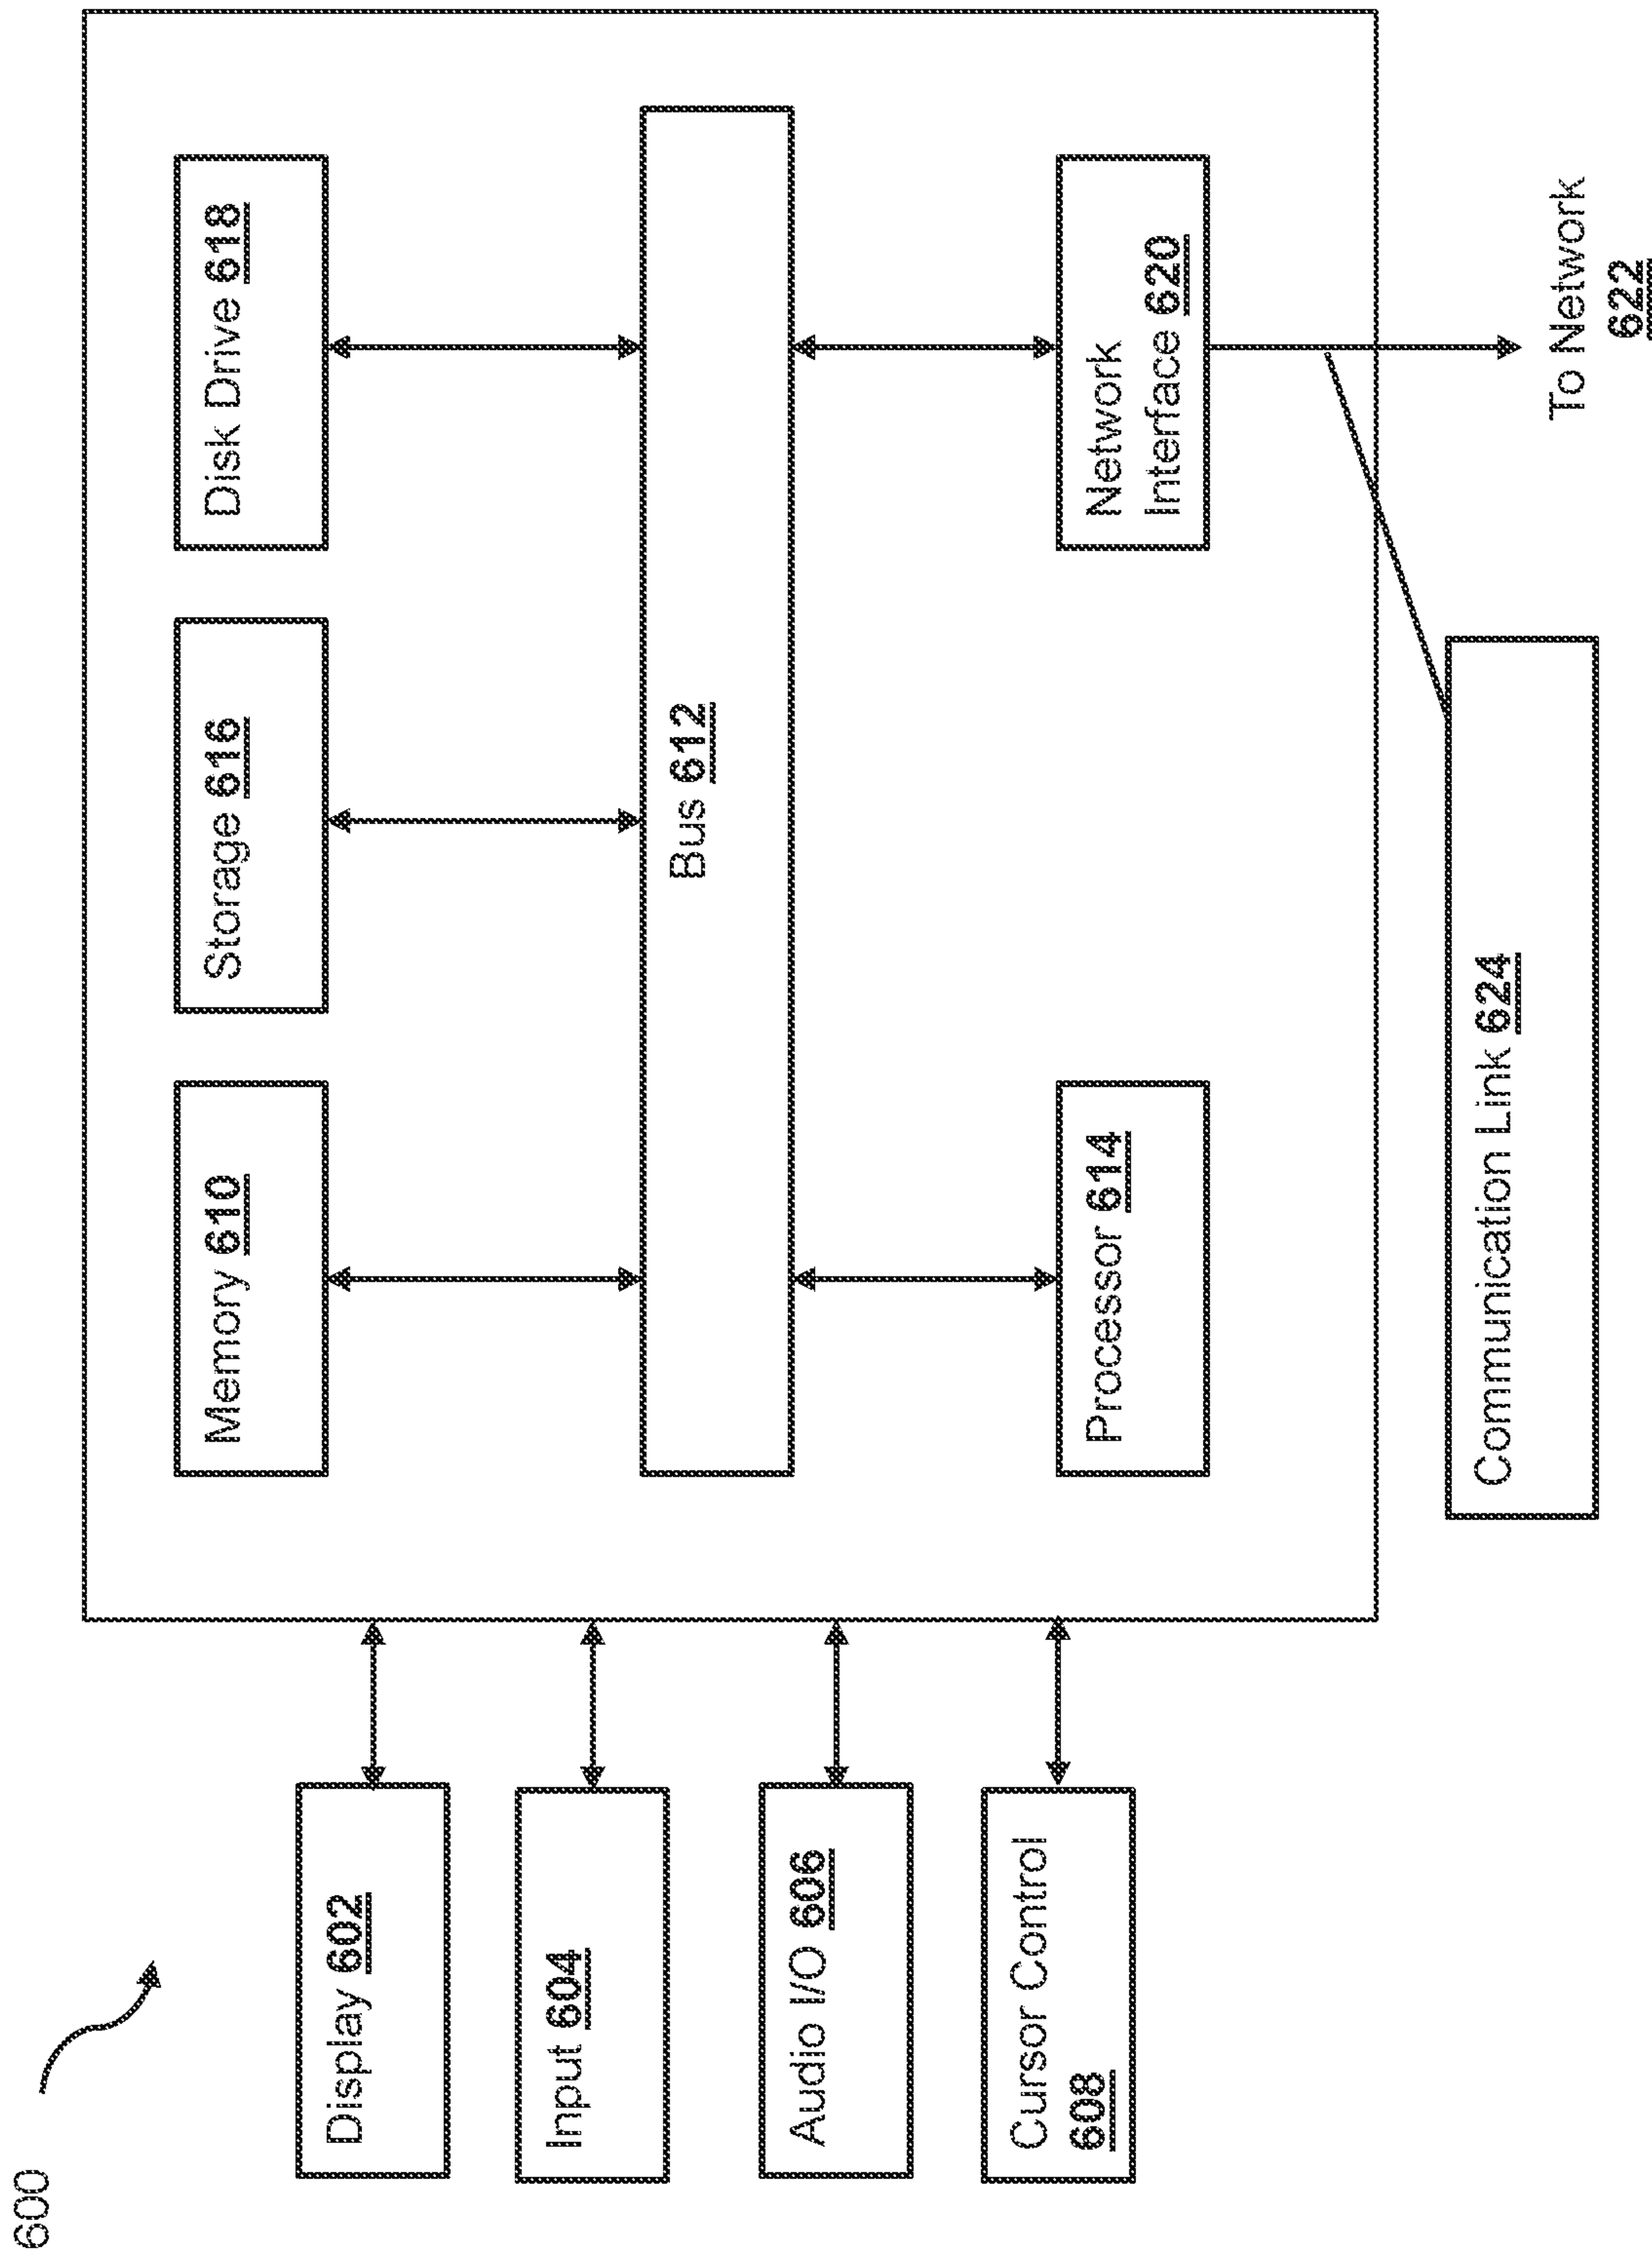 600
Display 602
Input 604
Audio I/O 606
Cursor Control
608
Memory 610
Storage 616
Disk Drive 618
Bus 612
Processor 614
Network
Interface 620
Communication Link 624
To Network
622